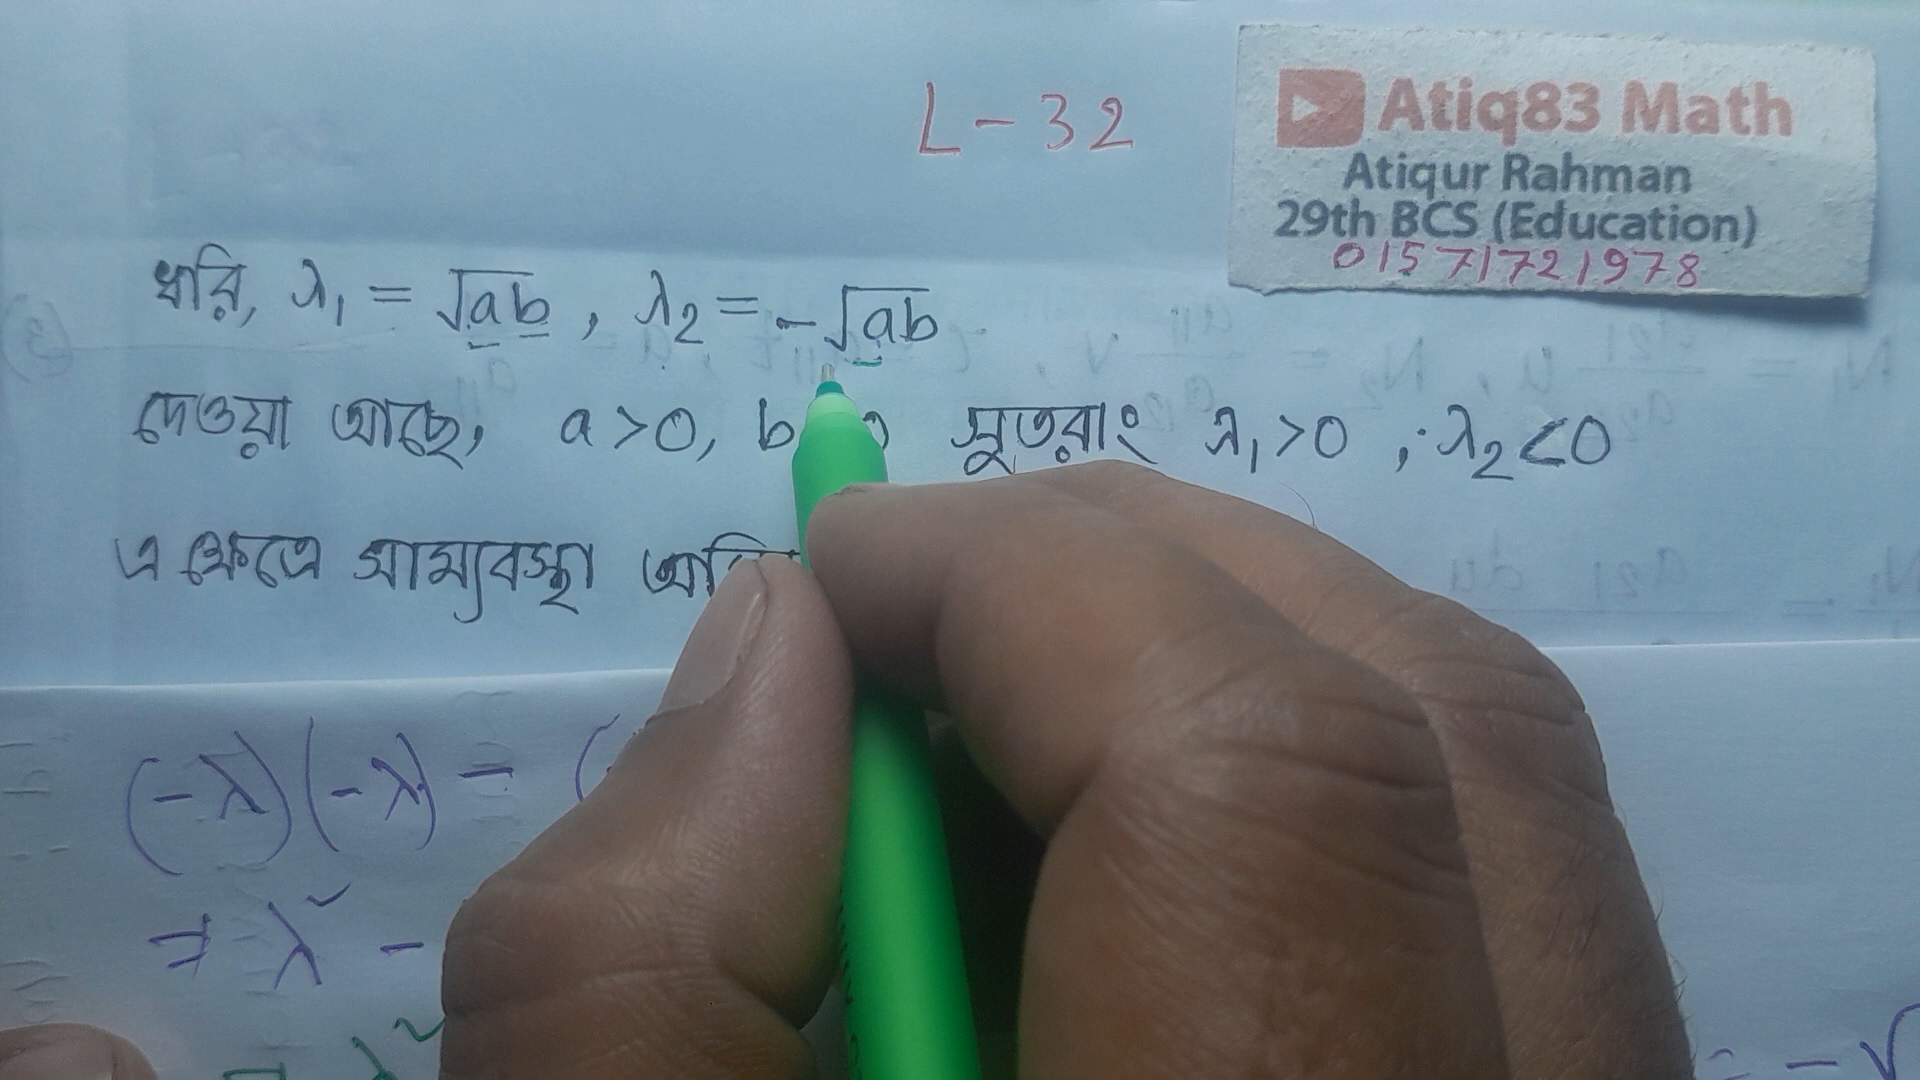 L-32
Atiq83 Math
Atiqur Rahman
29th BCS (Education)
01571721978
ধরি, λ₁ = √ab , λ₂ = -√ab
দেওয়া আছে, a>0, b সুতরাং λ₁>0 , λ₂<0
এ ক্ষেত্রে সাম্যবস্থা
(-λ)(-λ) - (
⇒ λ² -